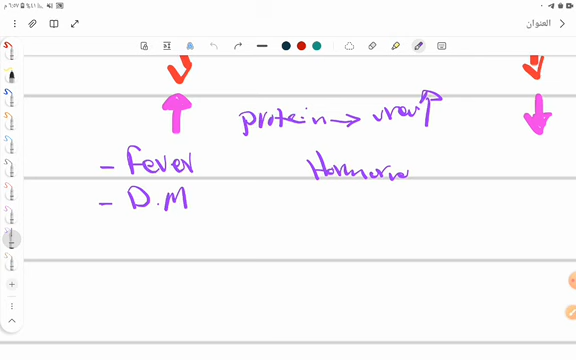 العنوان
protein → urea ↑
- Fever
Hormone
- D.M